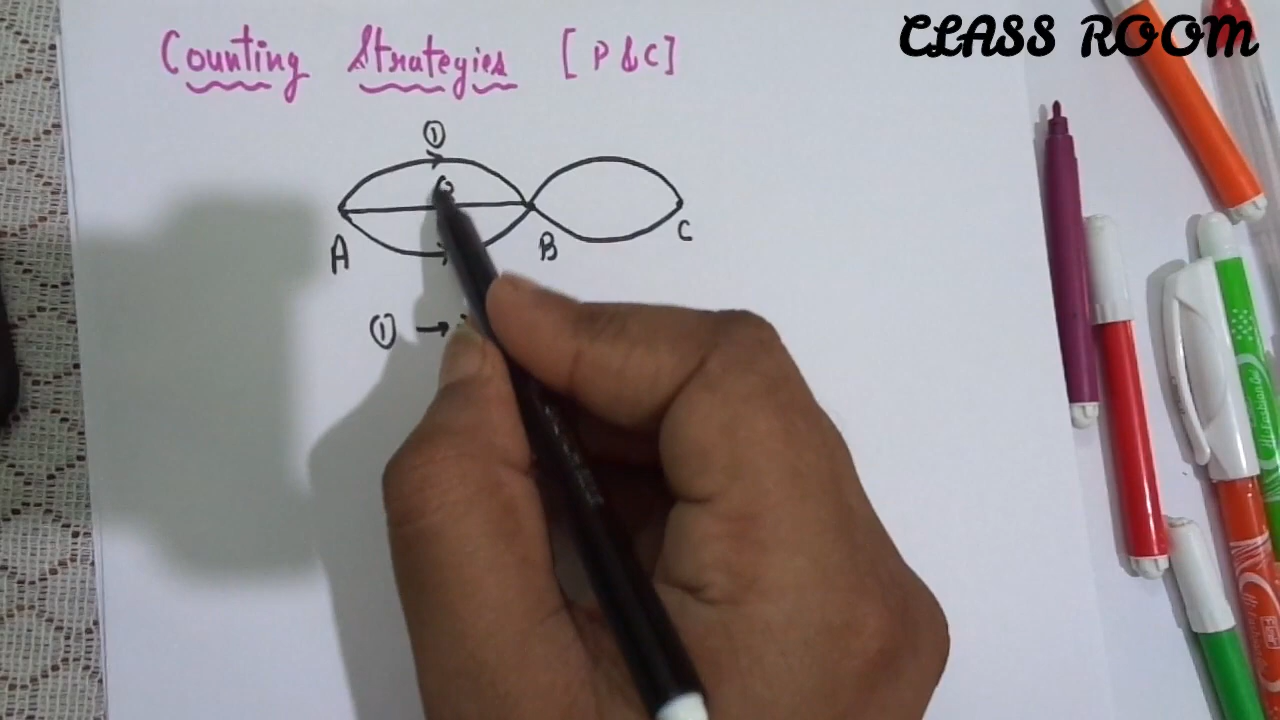 CLASS ROOM
Counting Strategies [P & C]
①
A B C
① →